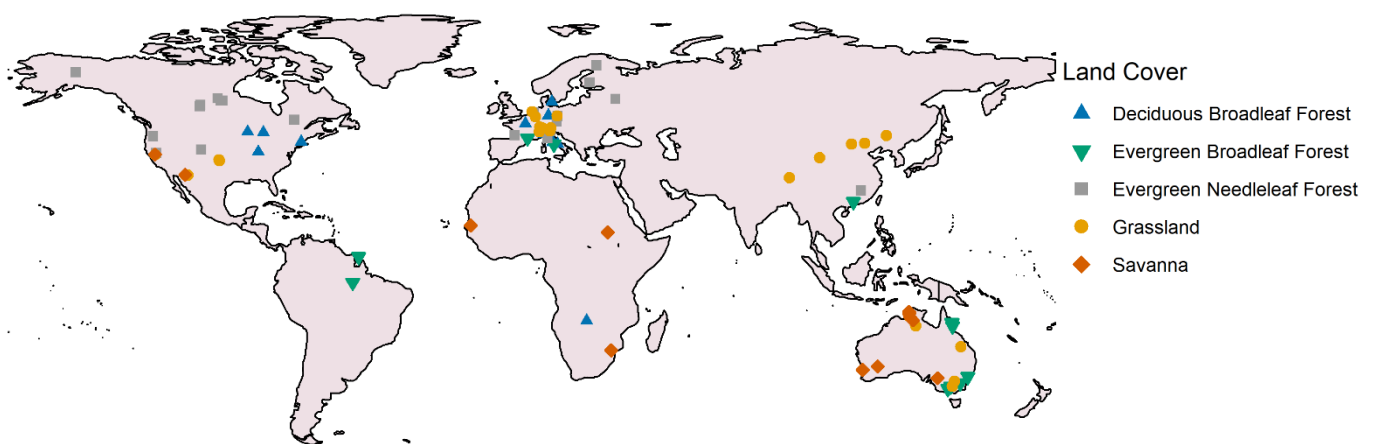 Land Cover
Deciduous Broadleaf Forest
Evergreen Broadleaf Forest
Evergreen Needleleaf Forest
Grassland
Savanna